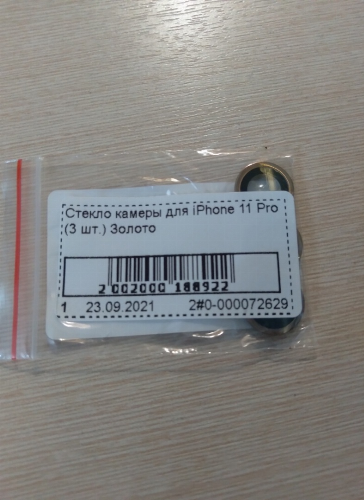 Стекло камеры для iPhone 11 Pro
(3 шт.) Золото
2 002000 188922
1 23.09.2021 2#0-000072629